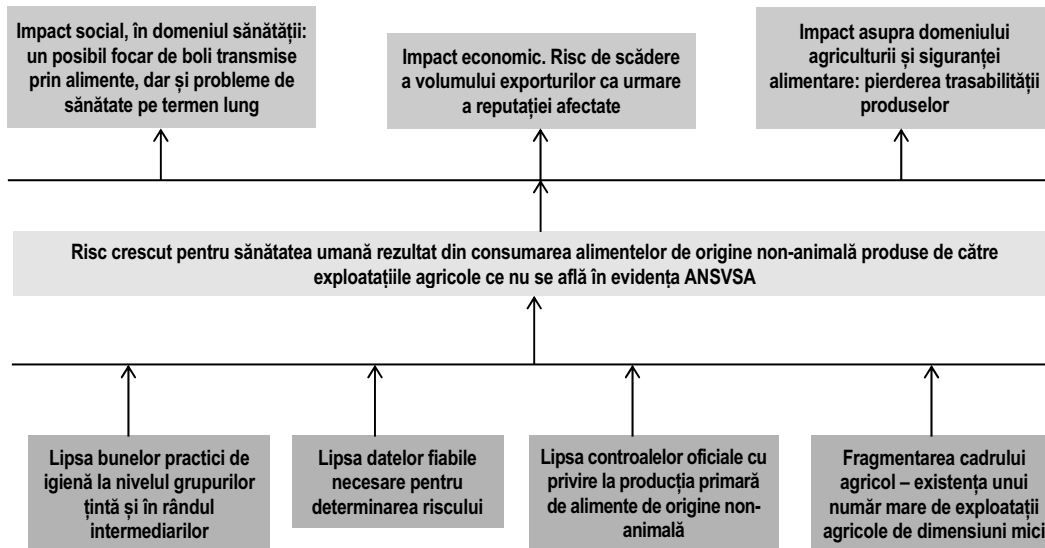 Impact social, în domeniul sănătății:
un posibil focar de boli transmise
prin alimente, dar și probleme de
sănătate pe termen lung
Impact economic. Risc de scădere
a volumului exporturilor ca urmare
a reputației afectate
Impact asupra domeniului
agriculturii și siguranței
alimentare: pierderea trasabilității
produselor
Risc crescut pentru sănătatea umană rezultat din consumarea alimentelor de origine non-animală produse de către
exploatațiile agricole ce nu se află în evidența ANSVSA
Lipsa bunelor practici de
igienă la nivelul grupurilor
țintă și în rândul
intermediarilor
Lipsa datelor fiabile
necesare pentru
determinarea riscului
Lipsa controalelor oficiale cu
privire la producția primară
de alimente de origine non-
animală
Fragmentarea cadrului
agricol – existența unui
număr mare de exploatații
agricole de dimensiuni mici